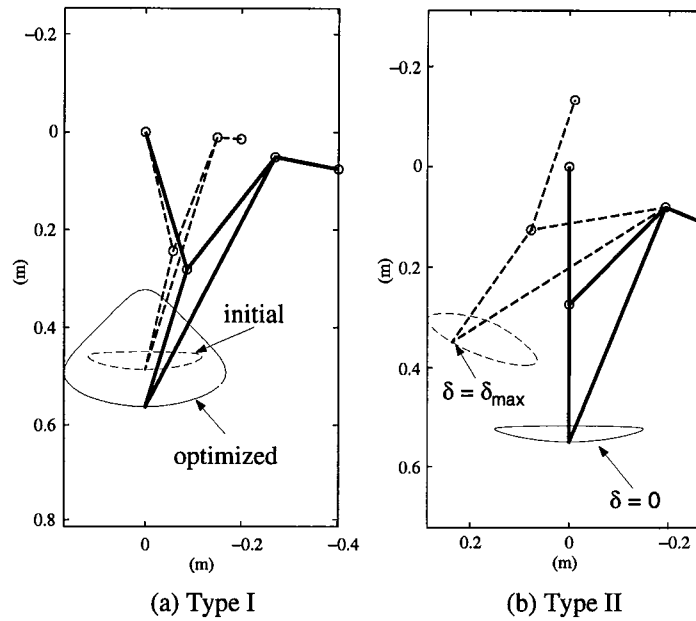 -0.2
0
0.2
(m)
0.4
0.6
0.8
initial
optimized
0
-0.2
-0.4
(m)
(a) Type I
-0.2
0
0.2
(m)
0.4
0.6
δ = δmax
δ = 0
0.2
0
-0.2
(m)
(b) Type II